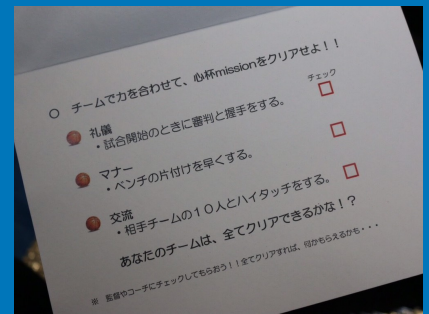 ○ チームで力を合わせて、心杯missionをクリアせよ！！
チェック
礼儀
・試合開始のときに審判と握手をする。 □
マナー
・ベンチの片付けを早くする。 □
交流
・相手チームの１０人とハイタッチをする。 □
あなたのチームは、全てクリアできるかな！？
※ 監督やコーチにチェックしてもらおう！！全てクリアすれば、何かもらえるかも・・・